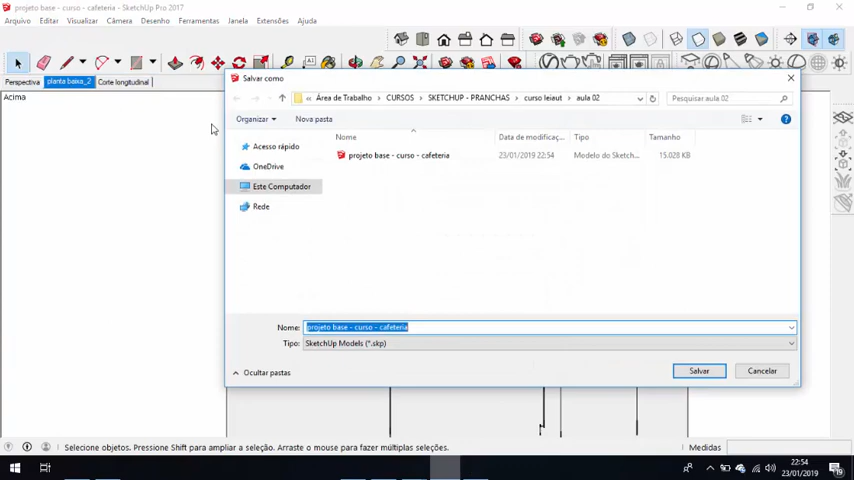 projeto base - curso - cafeteria - SketchUp Pro 2017
Arquivo Editar Visualizar Câmera Desenho Ferramentas Janela Extensões Ajuda
Perspectiva planta baixa_2 Corte longitudinal
Acima
Salvar como
« Área de Trabalho > CURSOS > SKETCHUP - PRANCHAS > curso leiaut > aula 02
Pesquisar aula 02
Organizar Nova pasta
Nome Data de modificaç... Tipo Tamanho
projeto base - curso - cafeteria 23/01/2019 22:54 Modelo do Sketch... 15.028 KB
Acesso rápido
OneDrive
Este Computador
Rede
Nome: projeto base - curso - cafeteria
Tipo: SketchUp Models (*.skp)
Ocultar pastas Salvar Cancelar
Selecione objetos. Pressione Shift para ampliar a seleção. Arraste o mouse para fazer múltiplas seleções. Medidas
22:54
23/01/2019
19